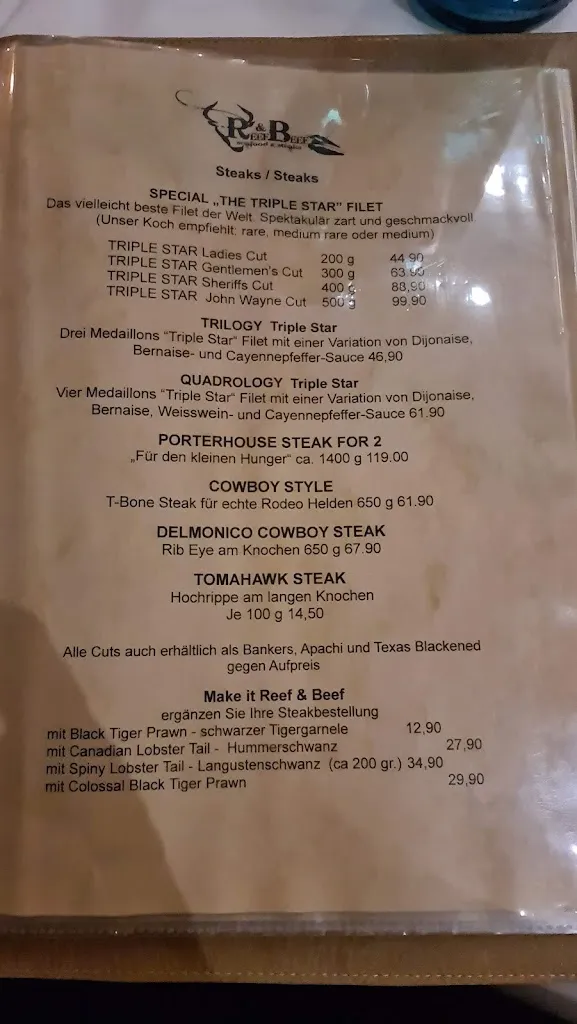 Reef & Beef
Steaks / Steaks
SPECIAL „THE TRIPLE STAR" FILET
Das vielleicht beste Filet der Welt. Spektakulär zart und geschmackvoll.
(Unser Koch empfiehlt: rare, medium rare oder medium)
TRIPLE STAR Ladies Cut 200 g 44.90
TRIPLE STAR Gentlemen's Cut 300 g 63.90
TRIPLE STAR Sheriffs Cut 400 g 88,90
TRIPLE STAR John Wayne Cut 500 g 99.90
TRILOGY Triple Star
Drei Medaillons "Triple Star" Filet mit einer Variation von Dijonaise,
Bernaise- und Cayennepfeffer-Sauce 46,90
QUADROLOGY Triple Star
Vier Medaillons "Triple Star" Filet mit einer Variation von Dijonaise,
Bernaise, Weisswein- und Cayennepfeffer-Sauce 61.90
PORTERHOUSE STEAK FOR 2
„Für den kleinen Hunger" ca. 1400 g 119.00
COWBOY STYLE
T-Bone Steak für echte Rodeo Helden 650 g 61.90
DELMONICO COWBOY STEAK
Rib Eye am Knochen 650 g 67.90
TOMAHAWK STEAK
Hochrippe am langen Knochen
Je 100 g 14,50
Alle Cuts auch erhältlich als Bankers, Apachi und Texas Blackened
gegen Aufpreis
Make it Reef & Beef
ergänzen Sie Ihre Steakbestellung
mit Black Tiger Prawn - schwarzer Tigergarnele 12,90
mit Canadian Lobster Tail - Hummerschwanz 27,90
mit Spiny Lobster Tail - Langustenschwanz (ca 200 gr.) 34,90
mit Colossal Black Tiger Prawn 29,90